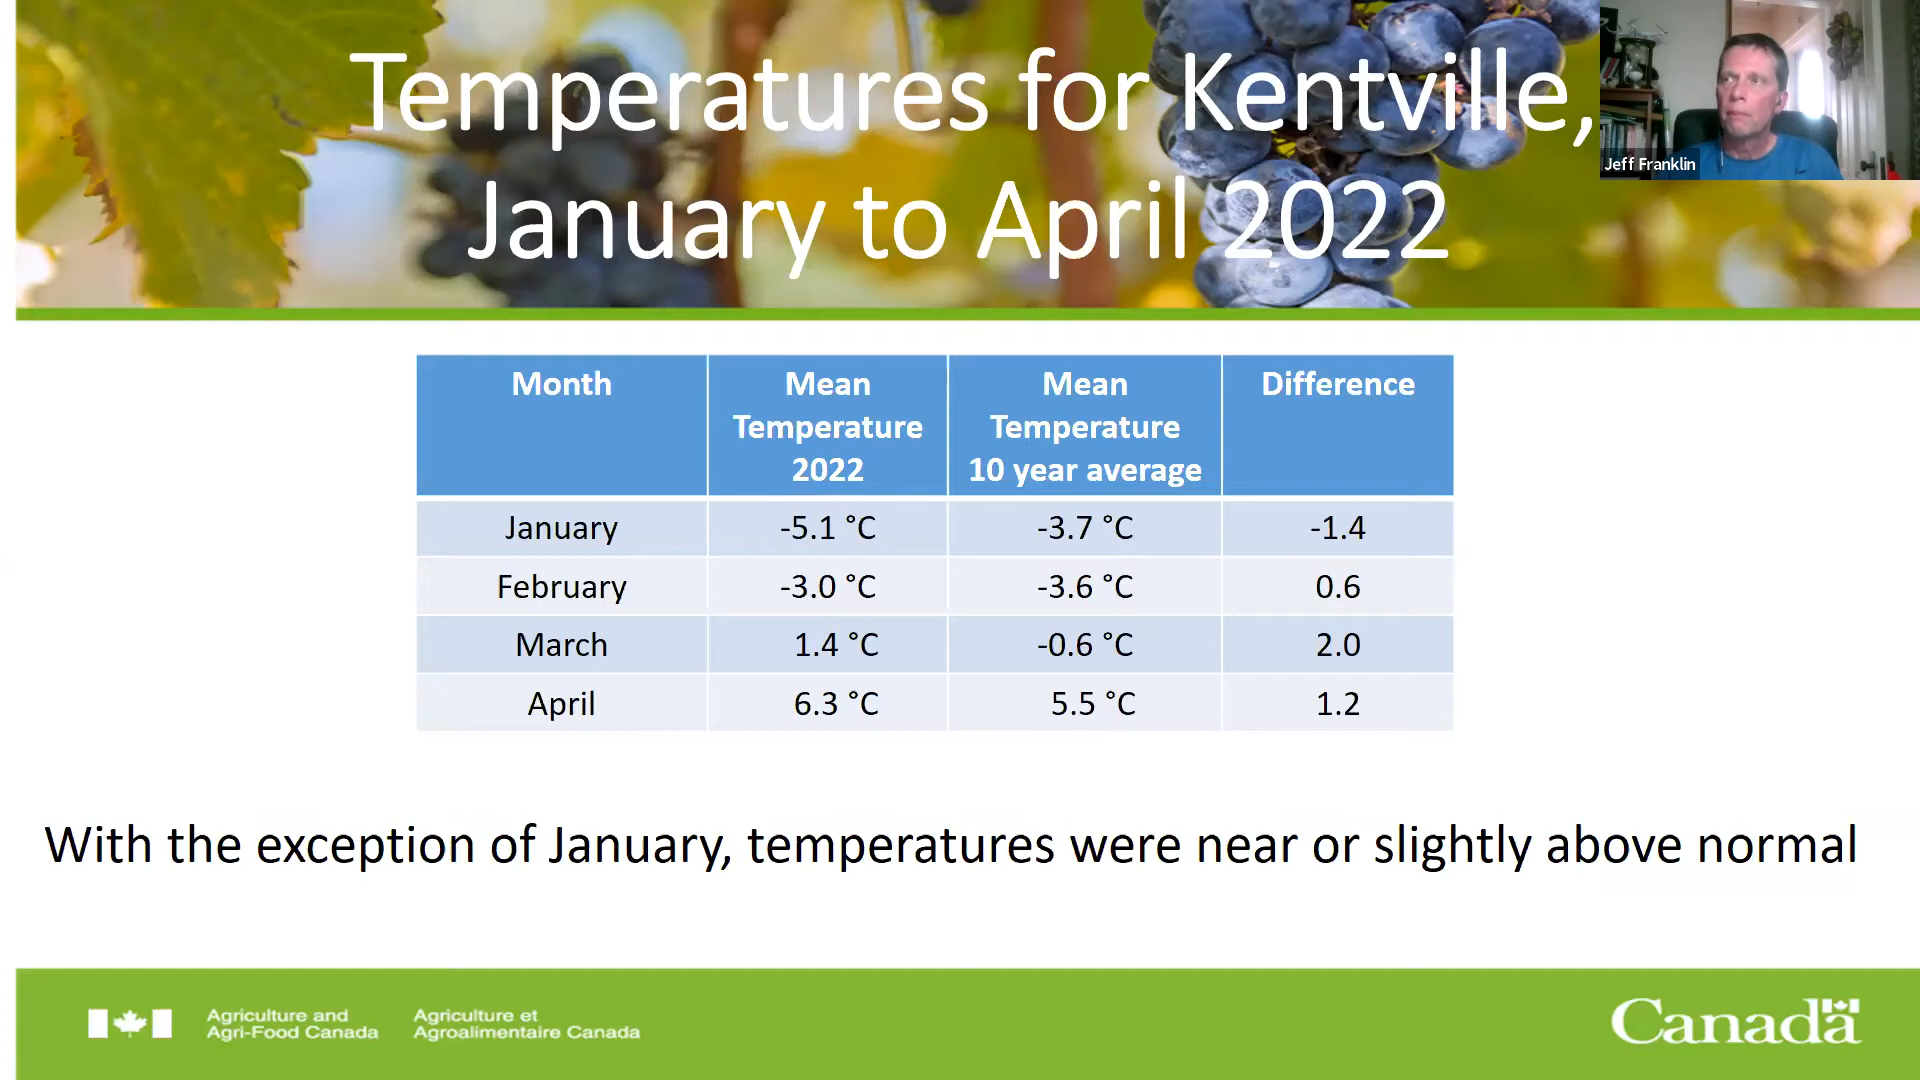 Temperatures for Kentville,
January to April 2022
Jeff Franklin
Month
Mean
Temperature
2022
Mean
Temperature
10 year average
Difference
January -5.1 °C -3.7 °C -1.4
February -3.0 °C -3.6 °C 0.6
March 1.4 °C -0.6 °C 2.0
April 6.3 °C 5.5 °C 1.2
With the exception of January, temperatures were near or slightly above normal
Agriculture and
Agri-Food Canada
Agriculture et
Agroalimentaire Canada
Canada